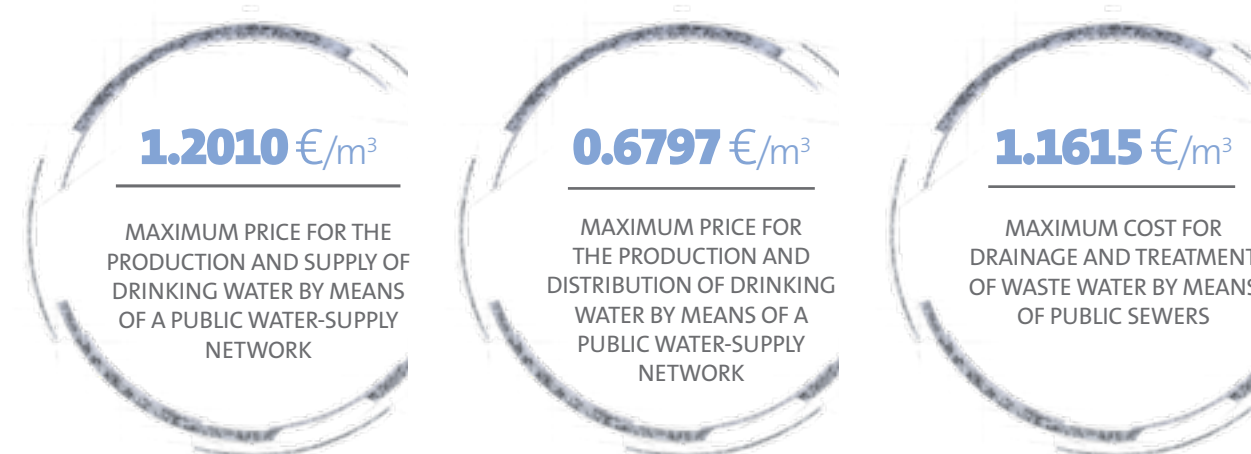 1.2010 €/m³
MAXIMUM PRICE FOR THE
PRODUCTION AND SUPPLY OF
DRINKING WATER BY MEANS
OF A PUBLIC WATER-SUPPLY
NETWORK
0.6797 €/m³
MAXIMUM PRICE FOR
THE PRODUCTION AND
DISTRIBUTION OF DRINKING
WATER BY MEANS OF A
PUBLIC WATER-SUPPLY
NETWORK
1.1615 €/m³
MAXIMUM COST FOR
DRAINAGE AND TREATMENT
OF WASTE WATER BY MEANS
OF PUBLIC SEWERS